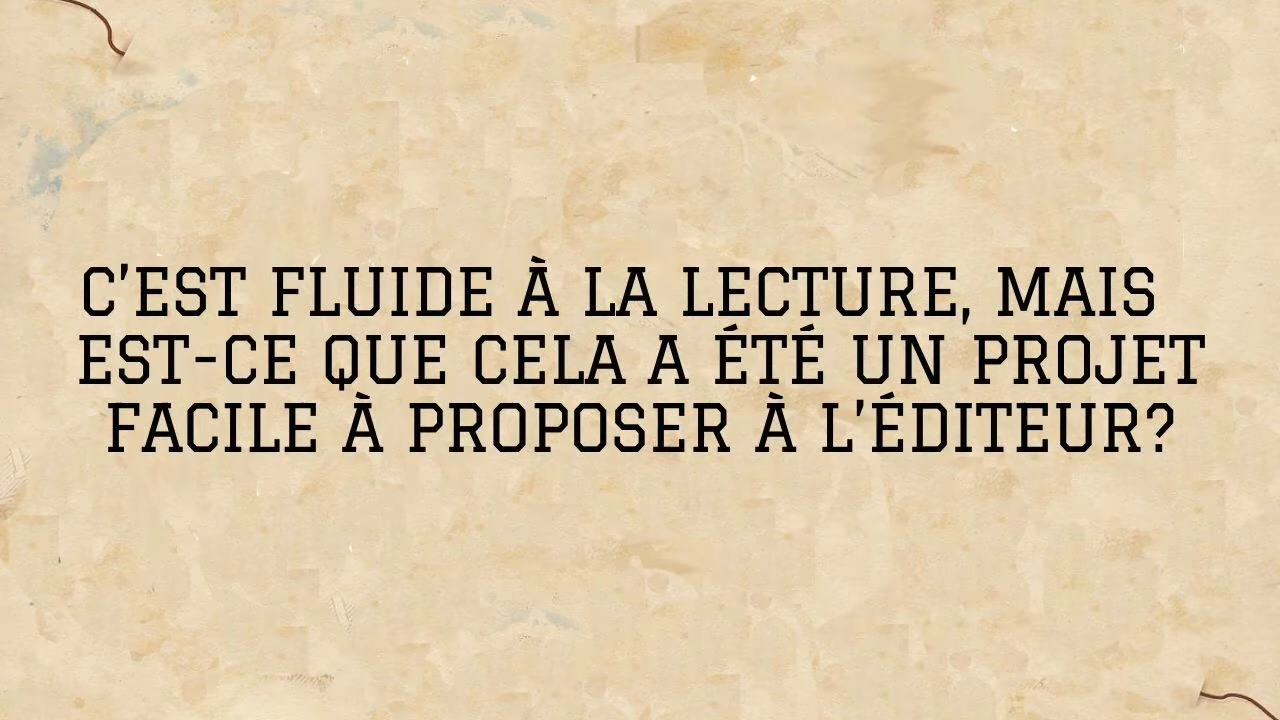 C'EST FLUIDE À LA LECTURE, MAIS
EST-CE QUE CELA A ÉTÉ UN PROJET
FACILE À PROPOSER À L'ÉDITEUR?